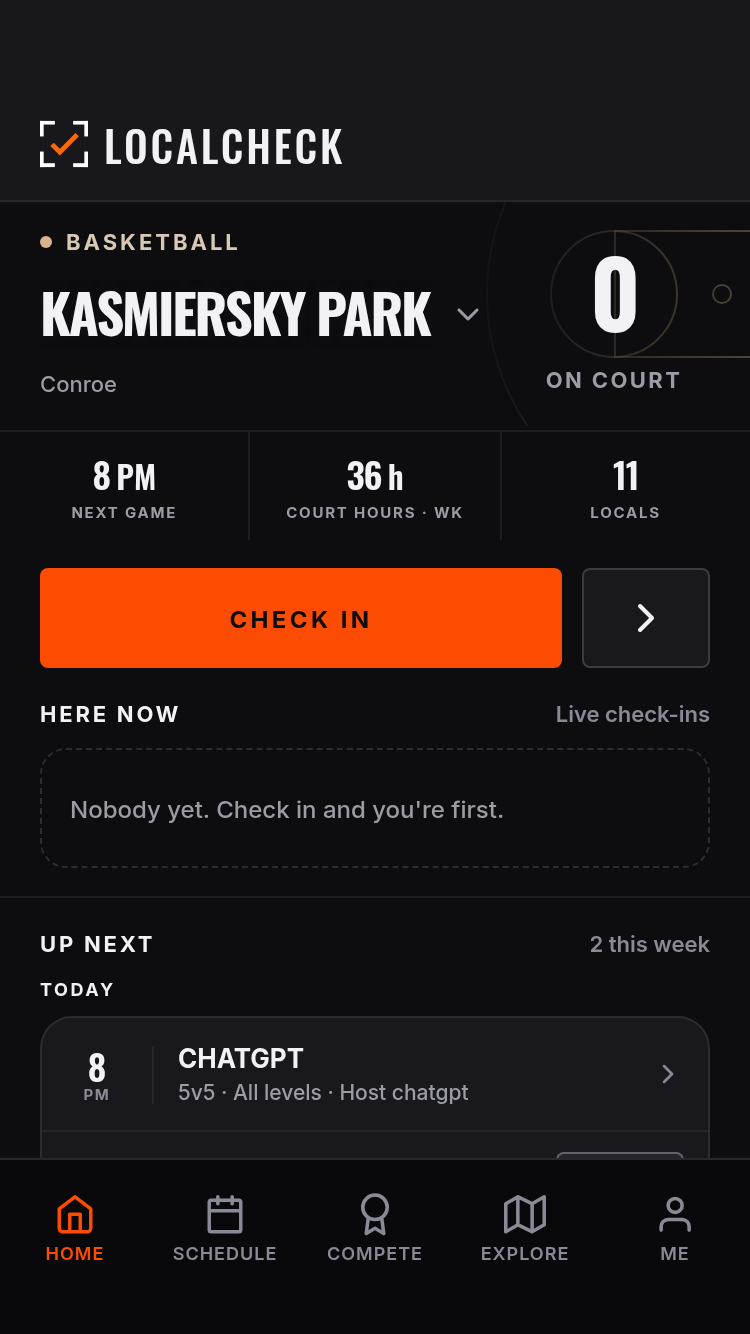 LOCALCHECK
BASKETBALL
KASMIERSKY PARK
Conroe
0
ON COURT
8 PM
NEXT GAME
36 h
COURT HOURS · WK
11
LOCALS
CHECK IN
HERE NOW
Live check-ins
Nobody yet. Check in and you're first.
UP NEXT
2 this week
TODAY
8
PM
CHATGPT
5v5 · All levels · Host chatgpt
HOME
SCHEDULE
COMPETE
EXPLORE
ME